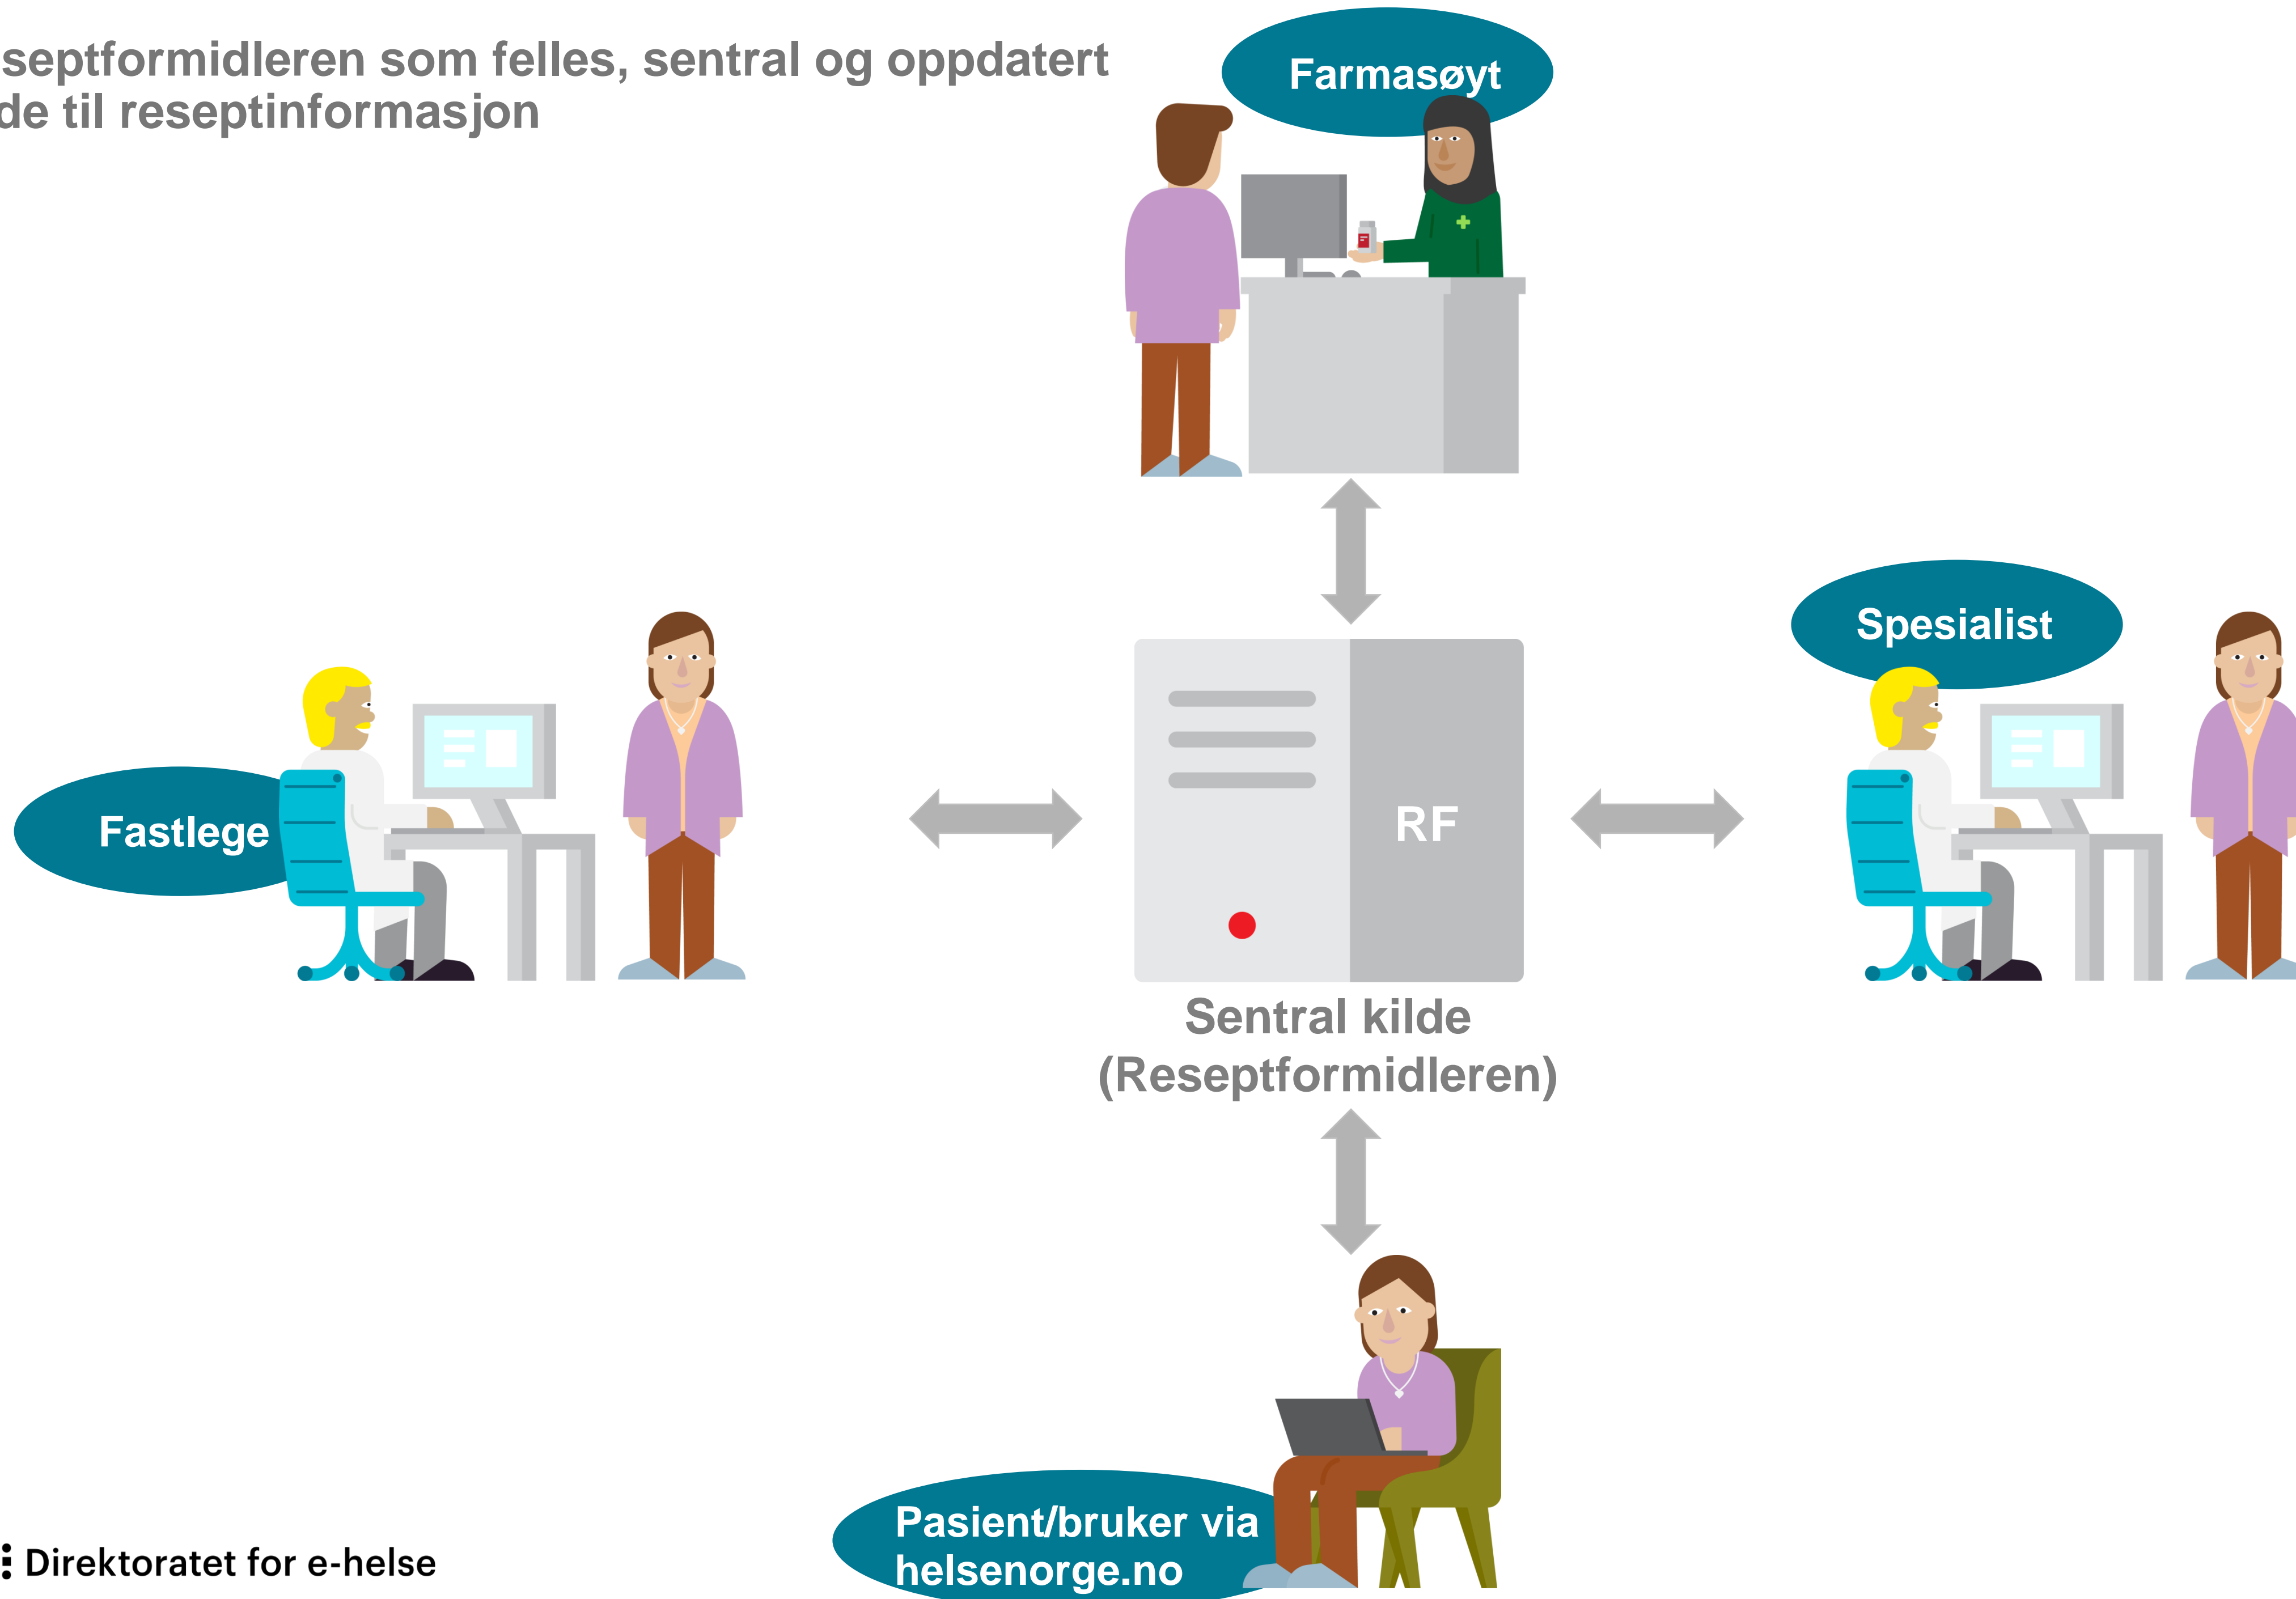 septformidleren som felles, sentral og oppdatert
de til reseptinformasjon
Farmasøyt
Spesialist
Fastlege
RF
Sentral kilde
(Reseptformidleren)
Pasient/bruker via
helsenorge.no
Direktoratet for e-helse